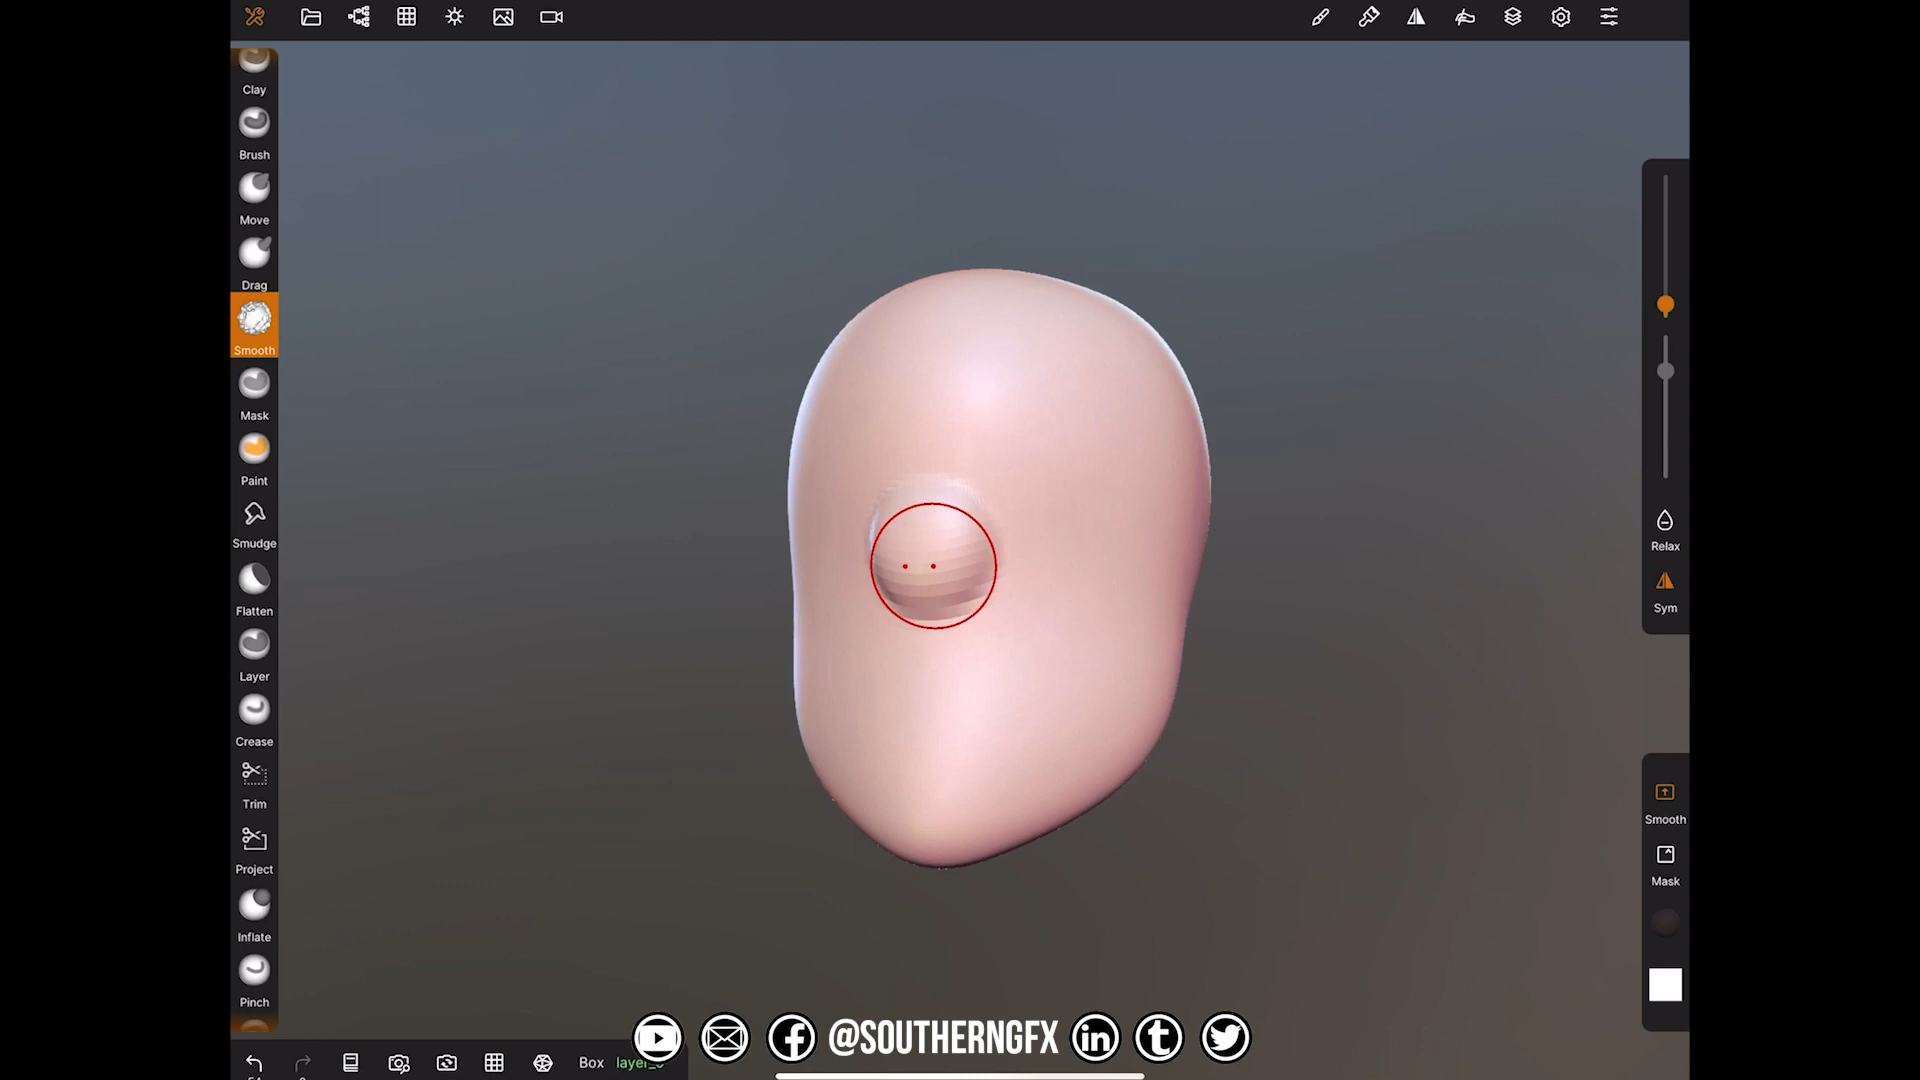 Clay
Brush
Move
Drag
Smooth
Mask
Paint
Smudge
Flatten
Layer
Crease
Trim
Project
Inflate
Pinch
Relax
Sym
Smooth
Mask
@SOUTHERNGFX
Box